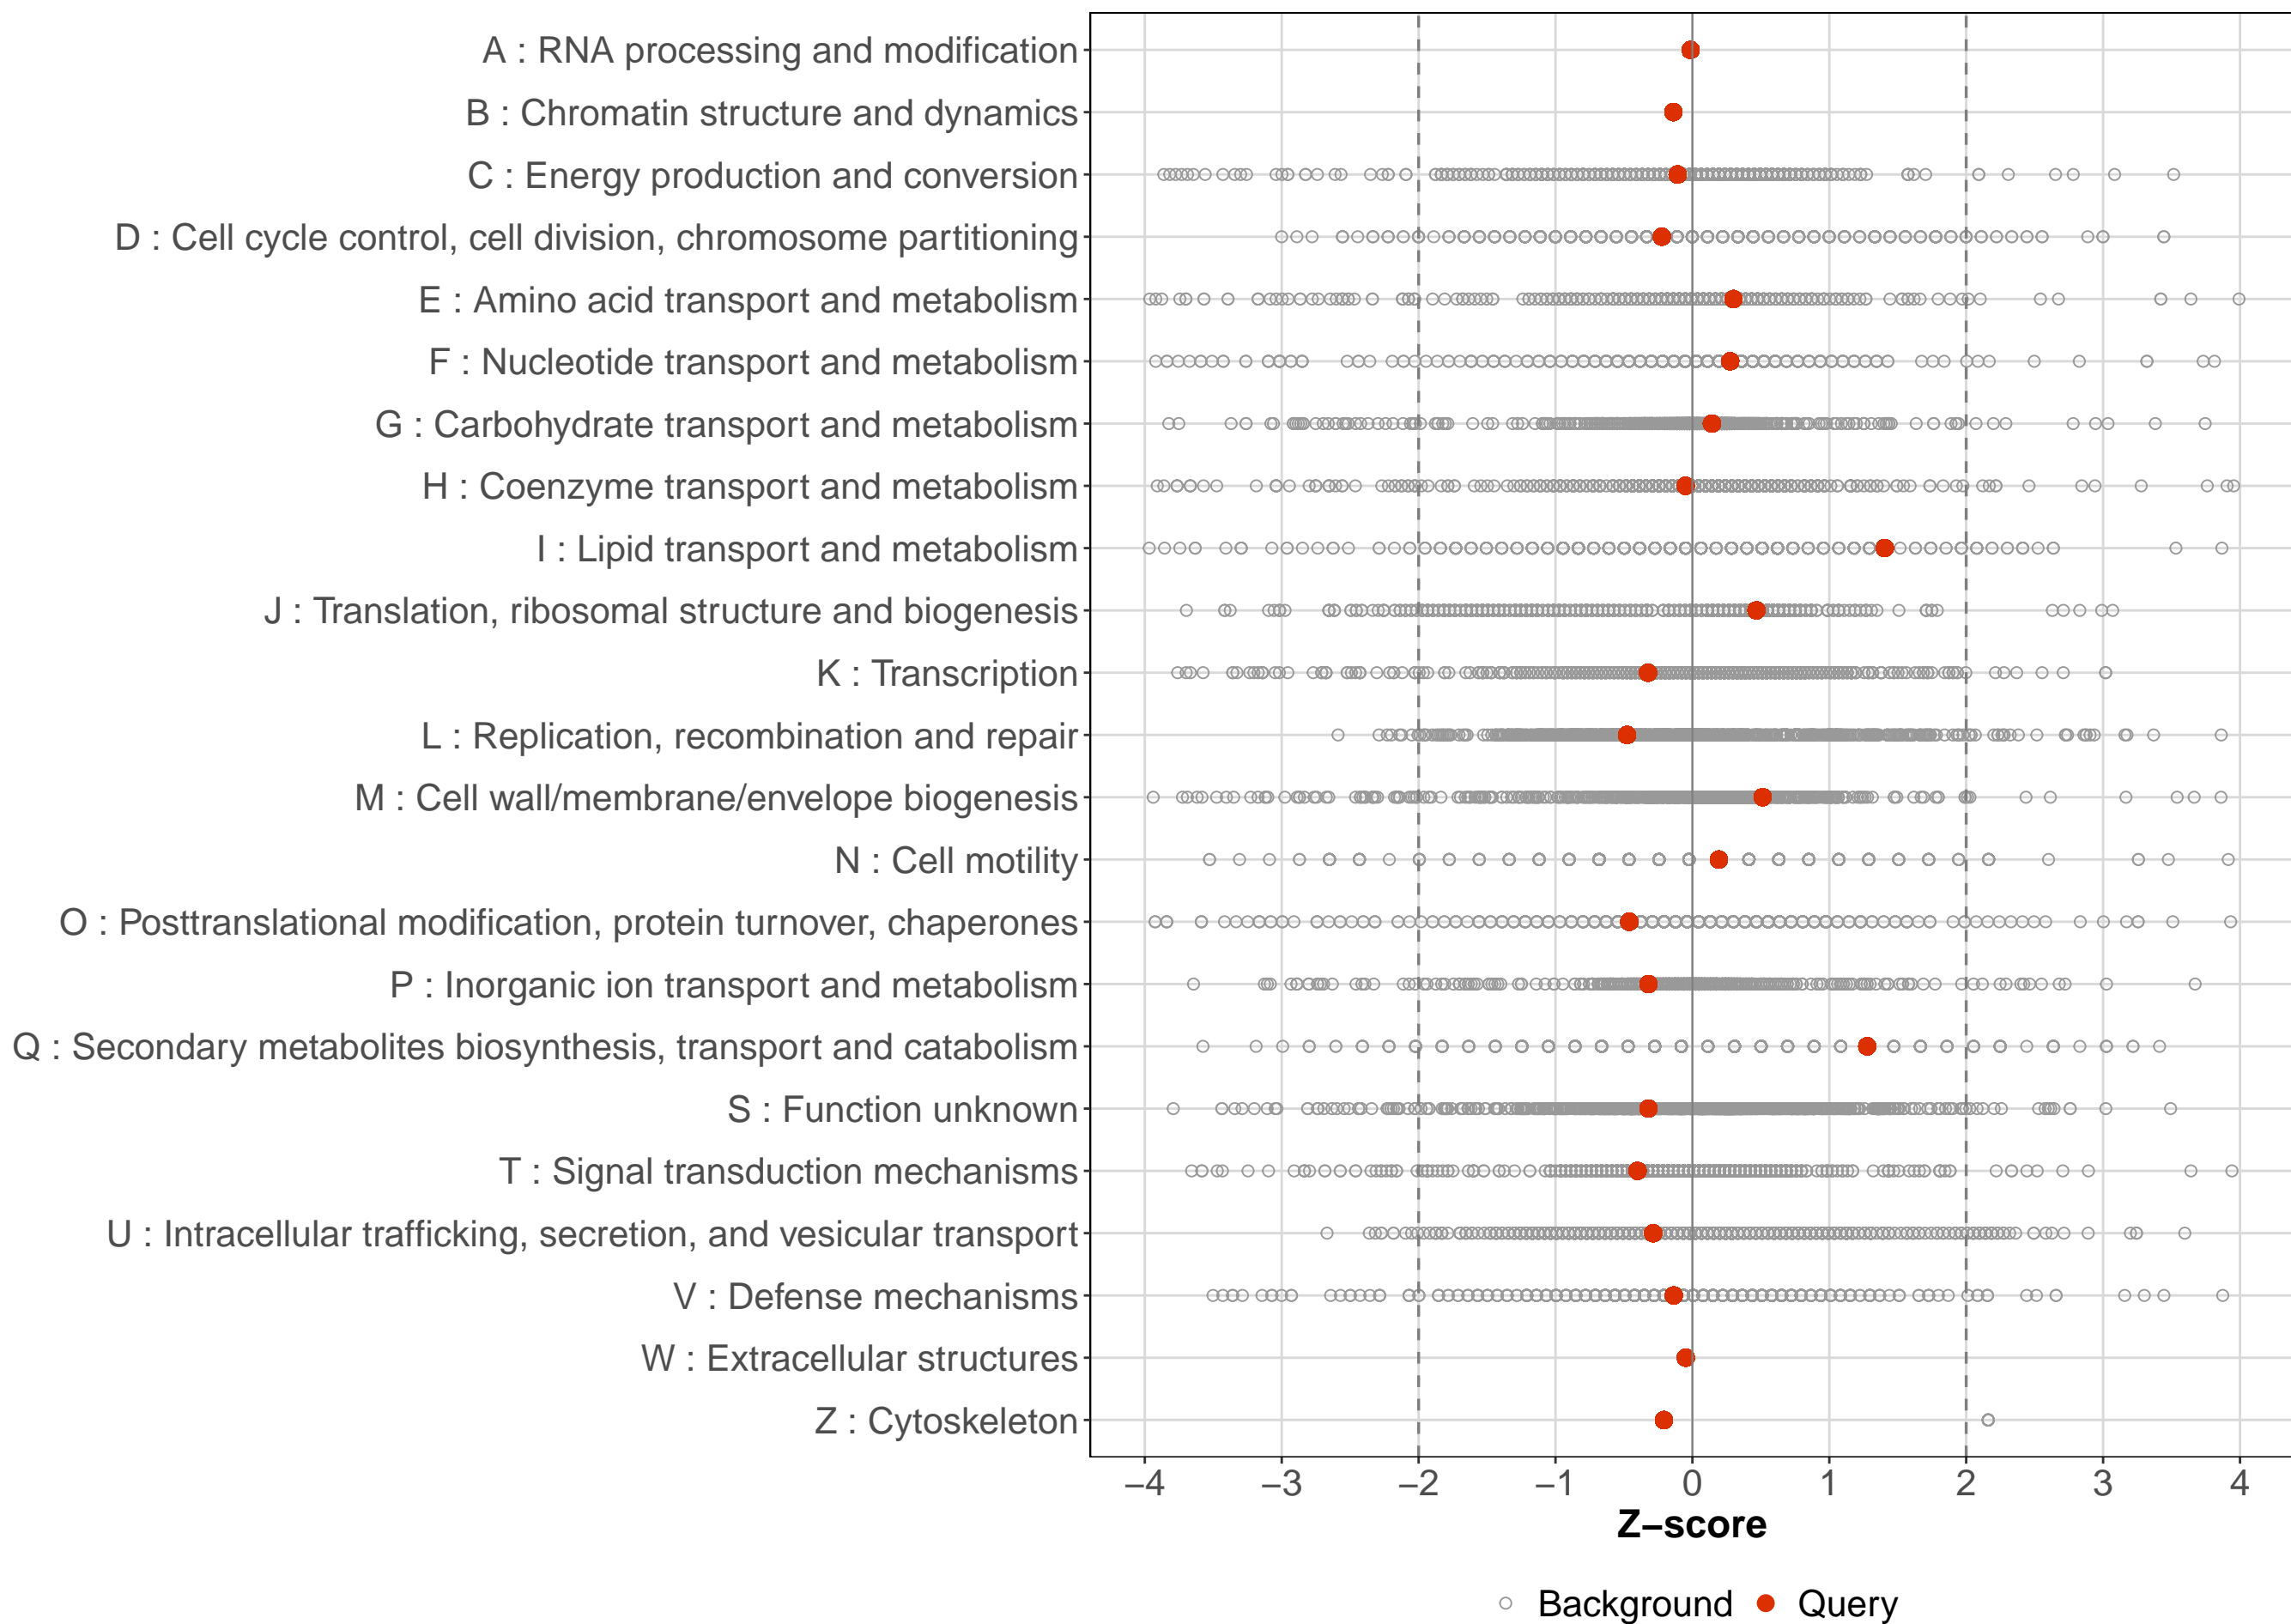 A : RNA processing and modification
B : Chromatin structure and dynamics
C : Energy production and conversion
D : Cell cycle control, cell division, chromosome partitioning
E : Amino acid transport and metabolism
F : Nucleotide transport and metabolism
G : Carbohydrate transport and metabolism
H : Coenzyme transport and metabolism
I : Lipid transport and metabolism
J : Translation, ribosomal structure and biogenesis
K : Transcription
L : Replication, recombination and repair
M : Cell wall/membrane/envelope biogenesis
N : Cell motility
O : Posttranslational modification, protein turnover, chaperones
P : Inorganic ion transport and metabolism
Q : Secondary metabolites biosynthesis, transport and catabolism
S : Function unknown
T : Signal transduction mechanisms
U : Intracellular trafficking, secretion, and vesicular transport
V : Defense mechanisms
W : Extracellular structures
Z : Cytoskeleton
−4 −3 −2 −1 0 1 2 3 4
Z−score
Background Query